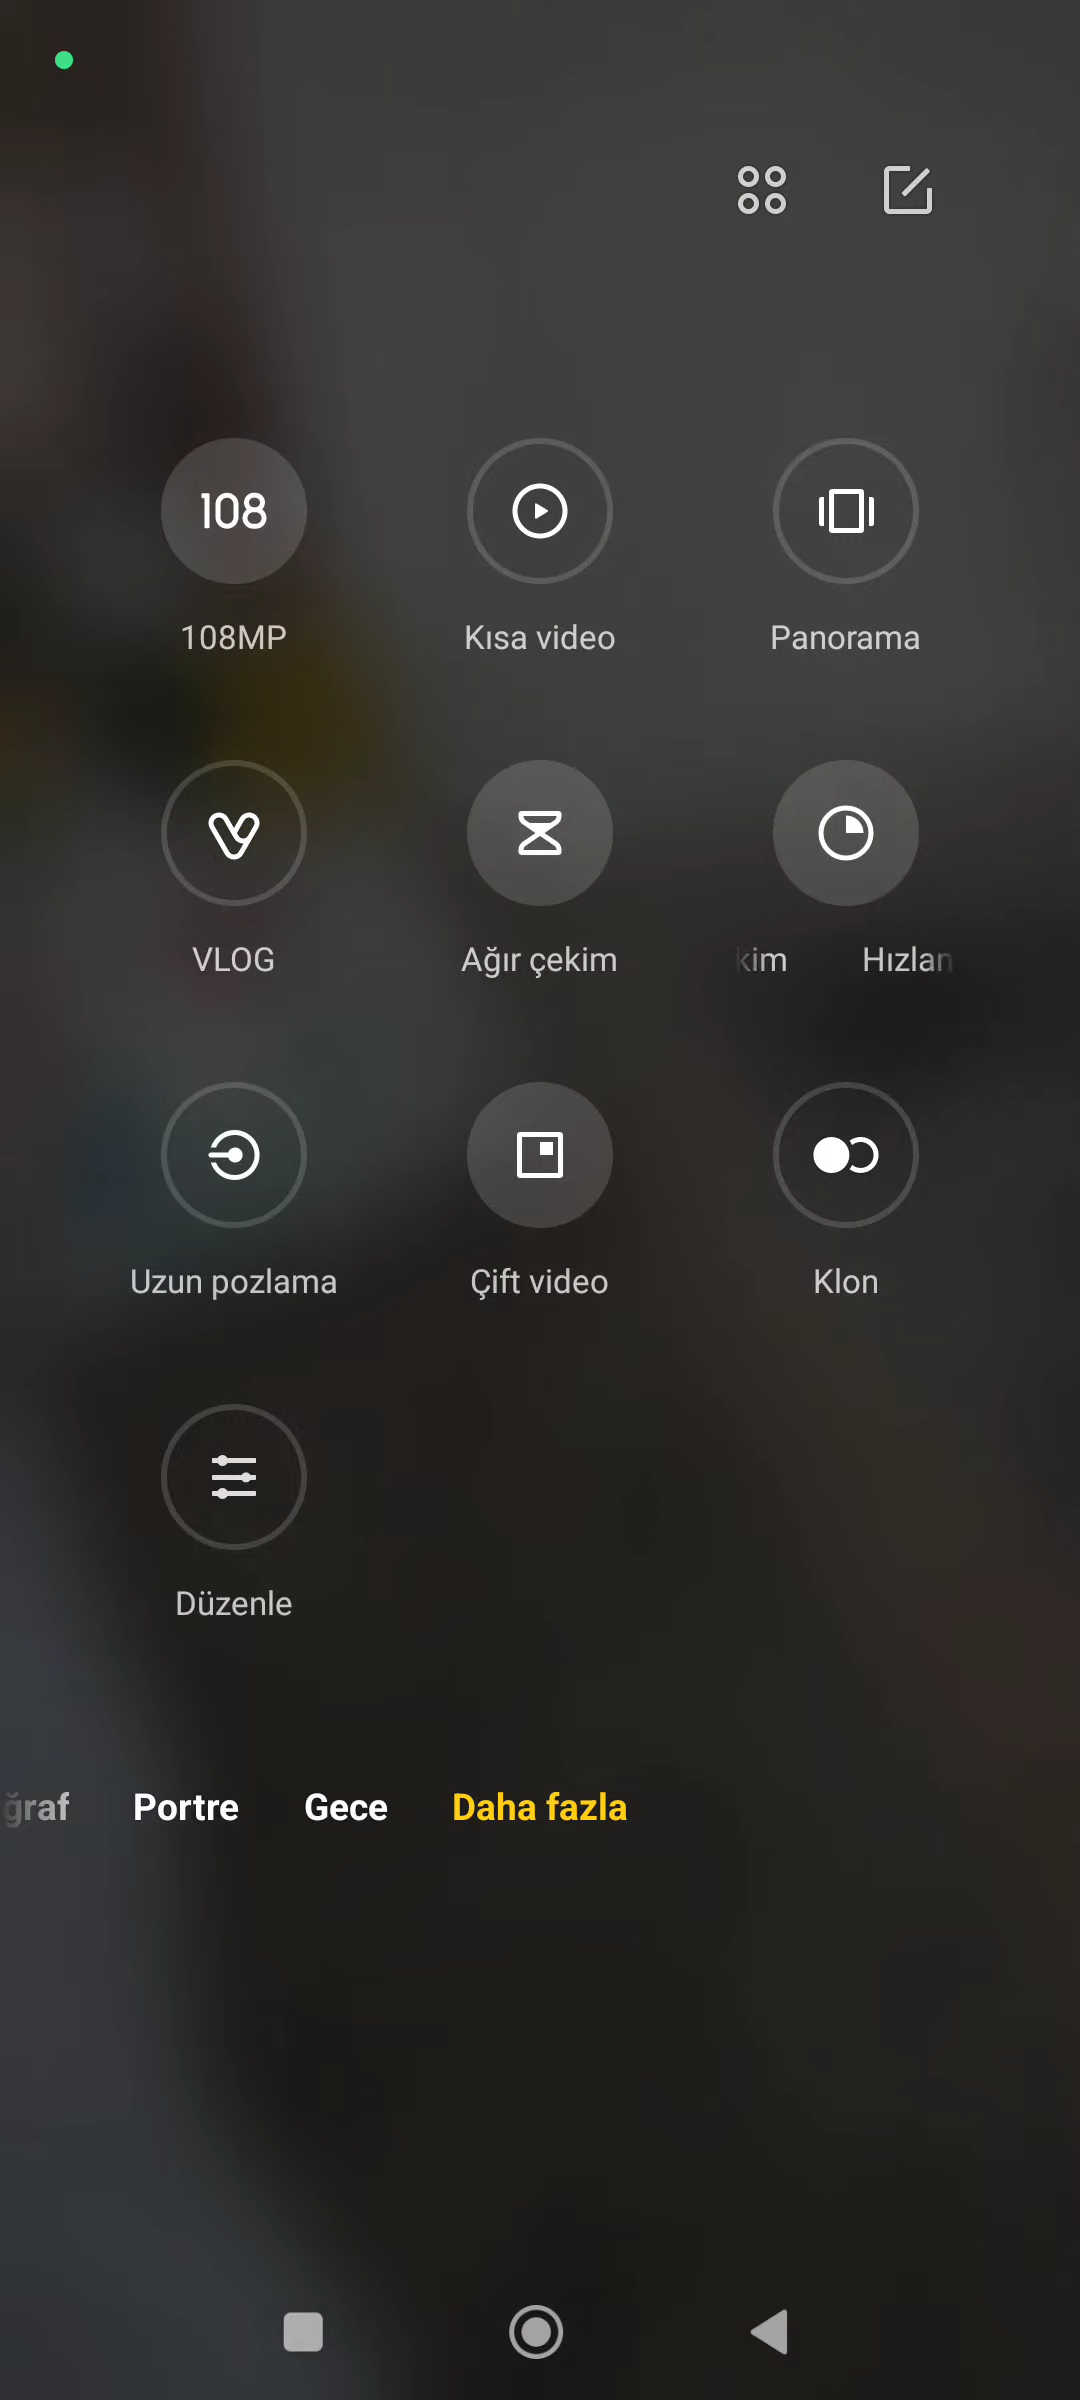 108
108MP
Kısa video
Panorama
VLOG
Ağır çekim
kim Hızlan
Uzun pozlama
Çift video
Klon
Düzenle
ğraf Portre Gece Daha fazla